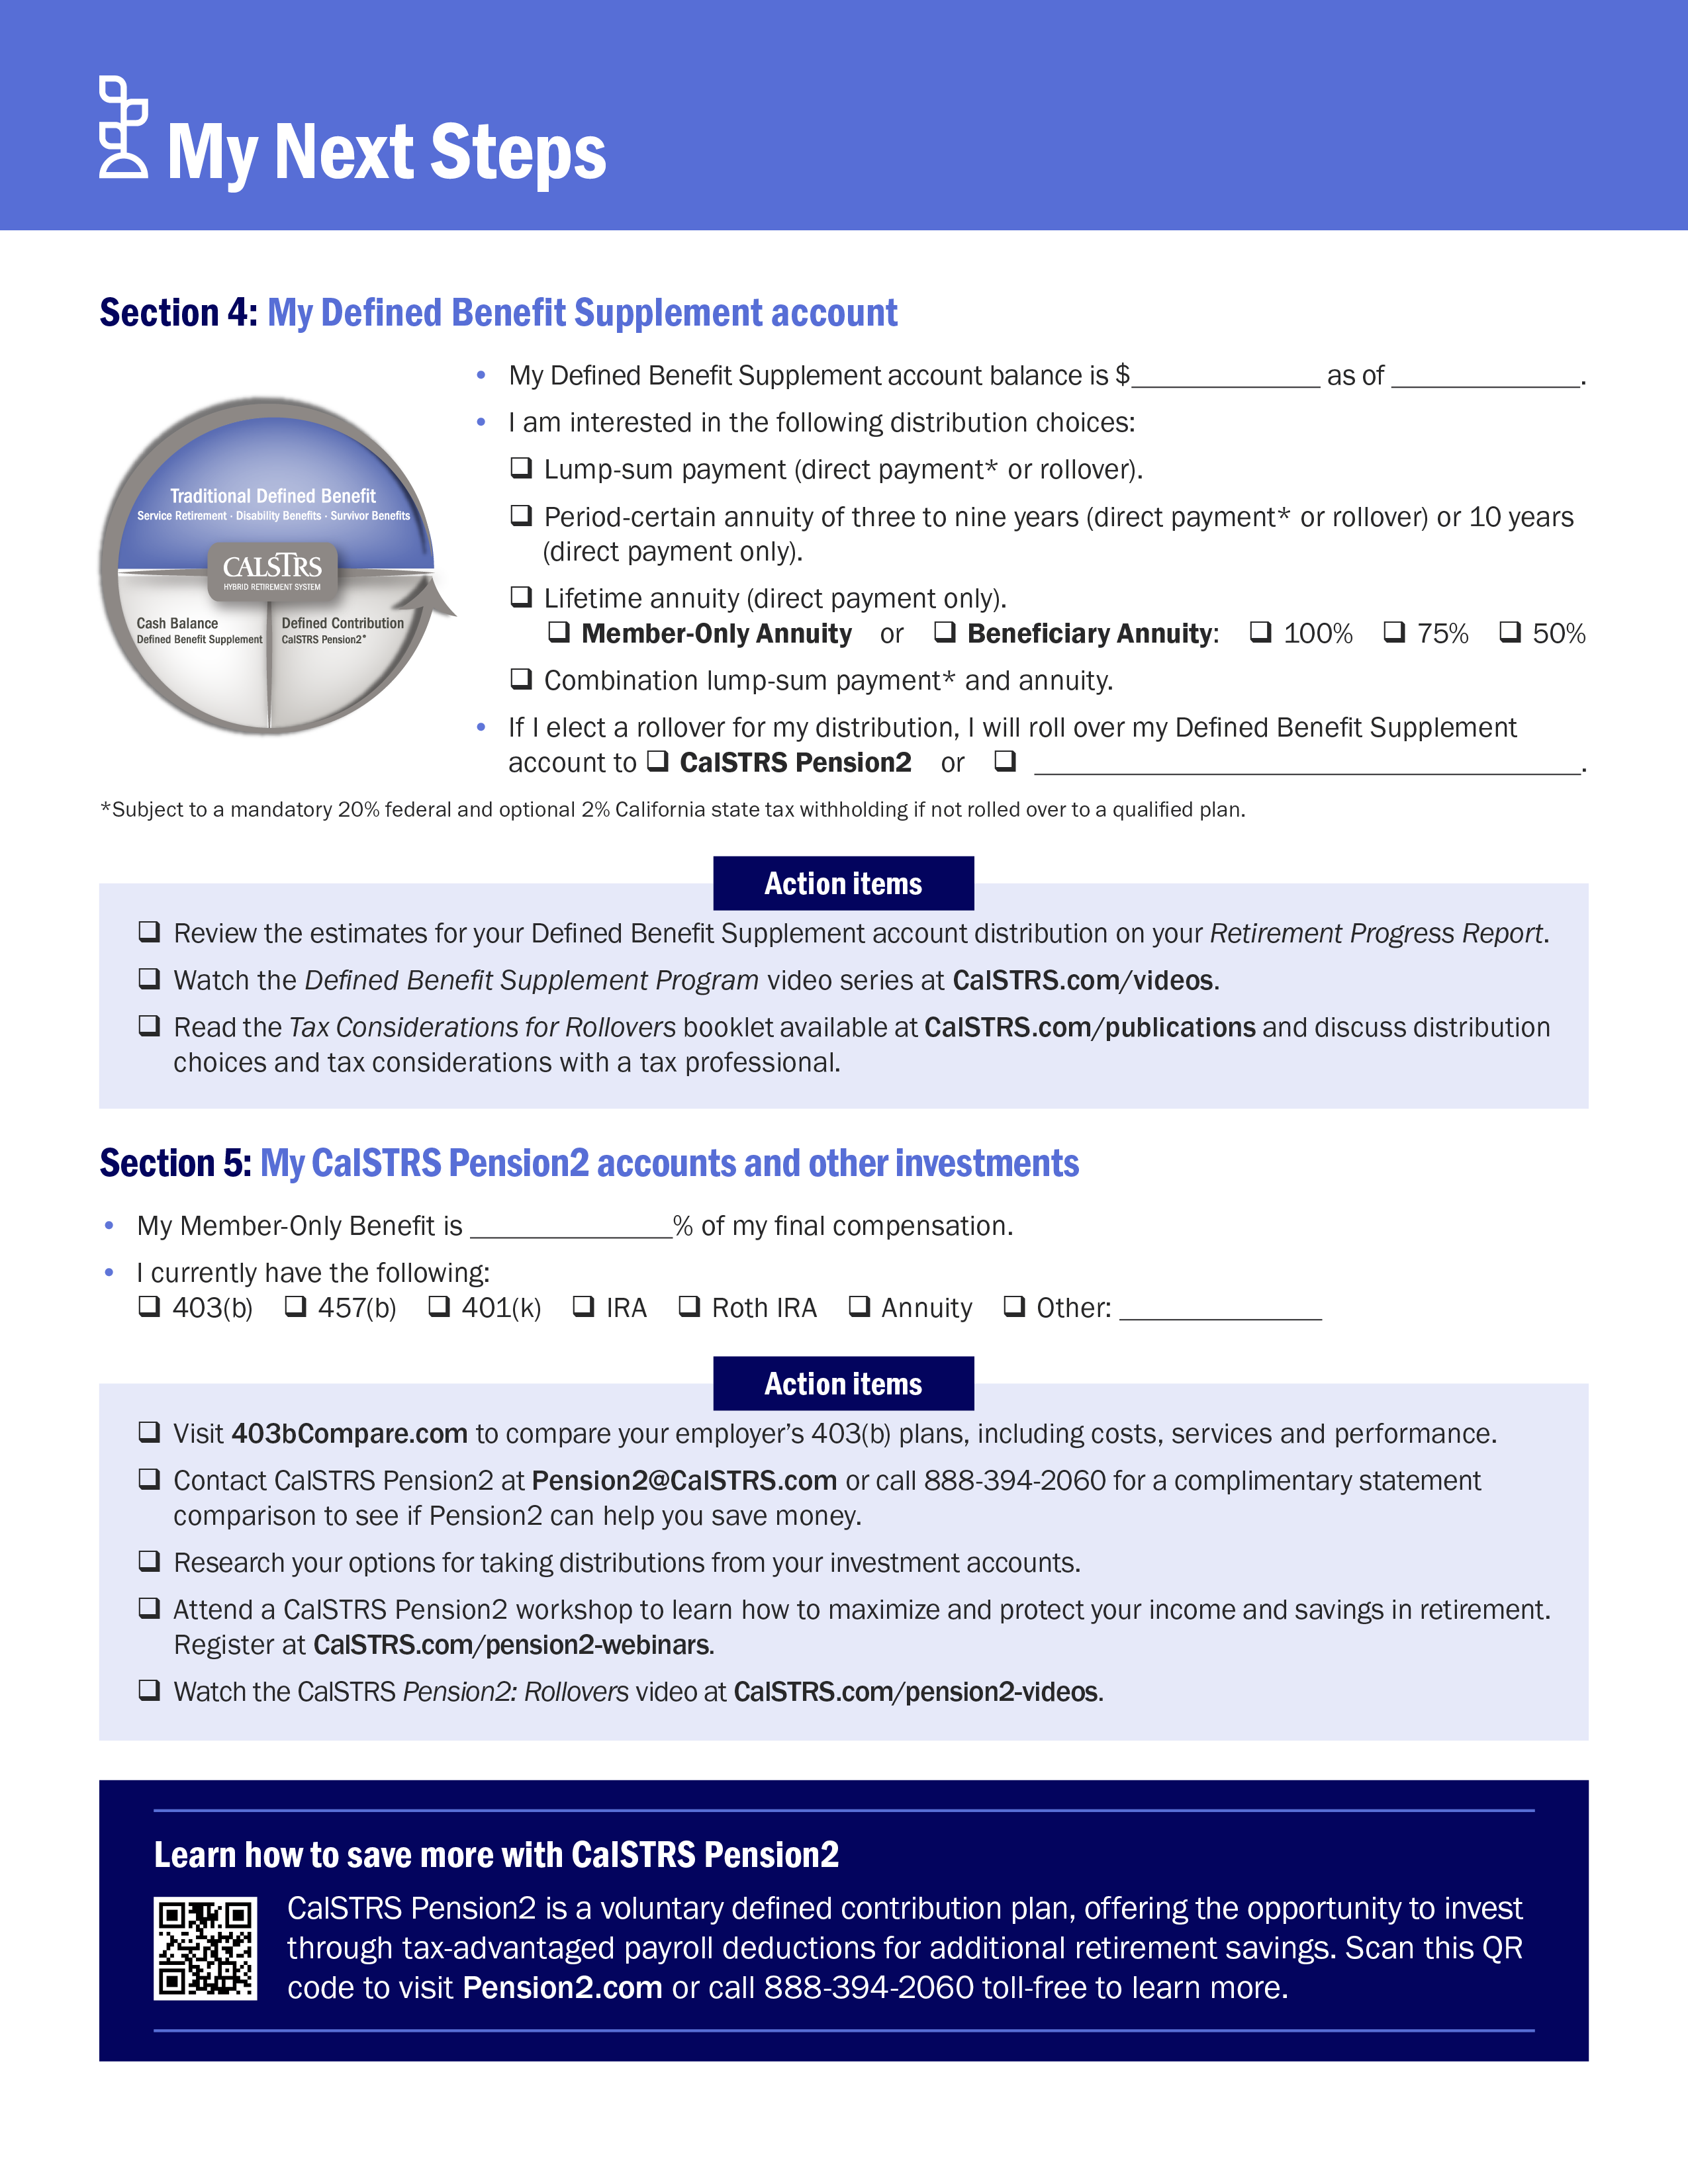 My Next Steps
Section 4: My Defined Benefit Supplement account
Traditional Defined Benefit
Service Retirement · Disability Benefits · Survivor Benefits
CALSTRS
HYBRID RETIREMENT SYSTEM
Cash Balance
Defined Benefit Supplement
Defined Contribution
CalSTRS Pension2*
• My Defined Benefit Supplement account balance is $______________ as of ______________.
• I am interested in the following distribution choices:
❑ Lump-sum payment (direct payment* or rollover).
❑ Period-certain annuity of three to nine years (direct payment* or rollover) or 10 years
(direct payment only).
❑ Lifetime annuity (direct payment only).
❑ Member-Only Annuity or ❑ Beneficiary Annuity: ❑ 100% ❑ 75% ❑ 50%
❑ Combination lump-sum payment* and annuity.
• If I elect a rollover for my distribution, I will roll over my Defined Benefit Supplement
account to ❑ CalSTRS Pension2 or ❑ ________________________________________.
*Subject to a mandatory 20% federal and optional 2% California state tax withholding if not rolled over to a qualified plan.
Action items
❑ Review the estimates for your Defined Benefit Supplement account distribution on your Retirement Progress Report.
❑ Watch the Defined Benefit Supplement Program video series at CalSTRS.com/videos.
❑ Read the Tax Considerations for Rollovers booklet available at CalSTRS.com/publications and discuss distribution
choices and tax considerations with a tax professional.
Section 5: My CalSTRS Pension2 accounts and other investments
• My Member-Only Benefit is _______________% of my final compensation.
• I currently have the following:
❑ 403(b) ❑ 457(b) ❑ 401(k) ❑ IRA ❑ Roth IRA ❑ Annuity ❑ Other: _______________
Action items
❑ Visit 403bCompare.com to compare your employer’s 403(b) plans, including costs, services and performance.
❑ Contact CalSTRS Pension2 at Pension2@CalSTRS.com or call 888-394-2060 for a complimentary statement
comparison to see if Pension2 can help you save money.
❑ Research your options for taking distributions from your investment accounts.
❑ Attend a CalSTRS Pension2 workshop to learn how to maximize and protect your income and savings in retirement.
Register at CalSTRS.com/pension2-webinars.
❑ Watch the CalSTRS Pension2: Rollovers video at CalSTRS.com/pension2-videos.
Learn how to save more with CalSTRS Pension2
CalSTRS Pension2 is a voluntary defined contribution plan, offering the opportunity to invest
through tax-advantaged payroll deductions for additional retirement savings. Scan this QR
code to visit Pension2.com or call 888-394-2060 toll-free to learn more.